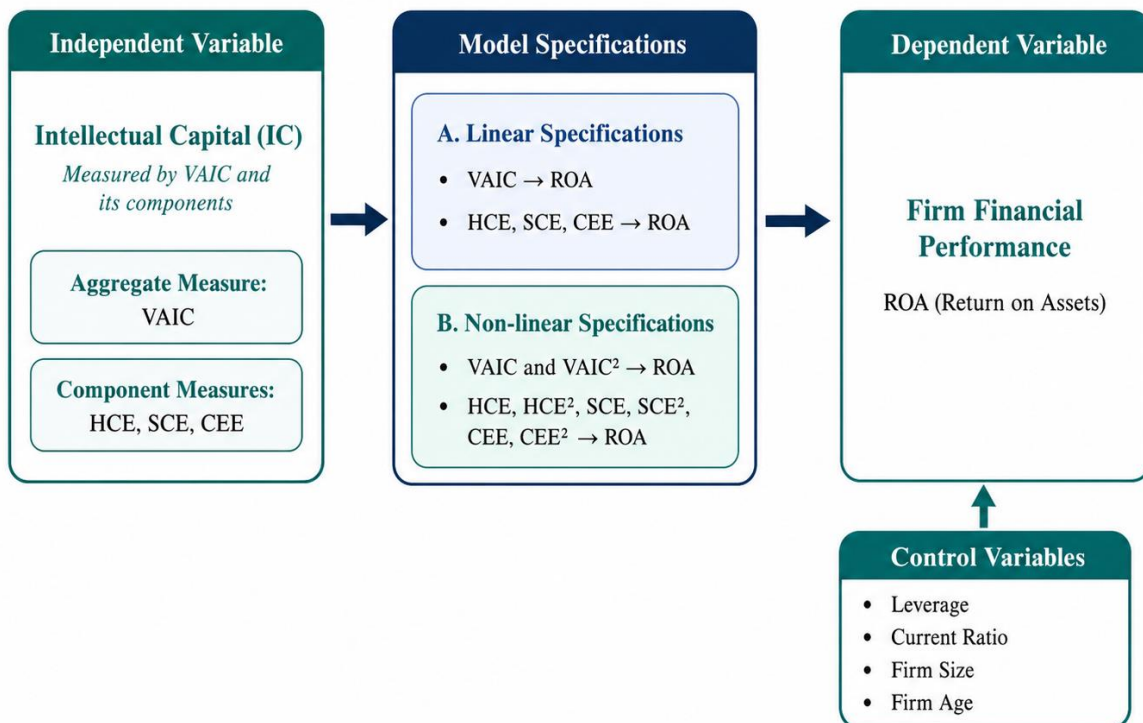 Independent Variable
Intellectual Capital (IC)
Measured by VAIC and
its components
Aggregate Measure:
VAIC
Component Measures:
HCE, SCE, CEE
Model Specifications
A. Linear Specifications
• VAIC → ROA
• HCE, SCE, CEE → ROA
B. Non-linear Specifications
• VAIC and VAIC² → ROA
• HCE, HCE², SCE, SCE²,
CEE, CEE² → ROA
Dependent Variable
Firm Financial
Performance
ROA (Return on Assets)
Control Variables
• Leverage
• Current Ratio
• Firm Size
• Firm Age